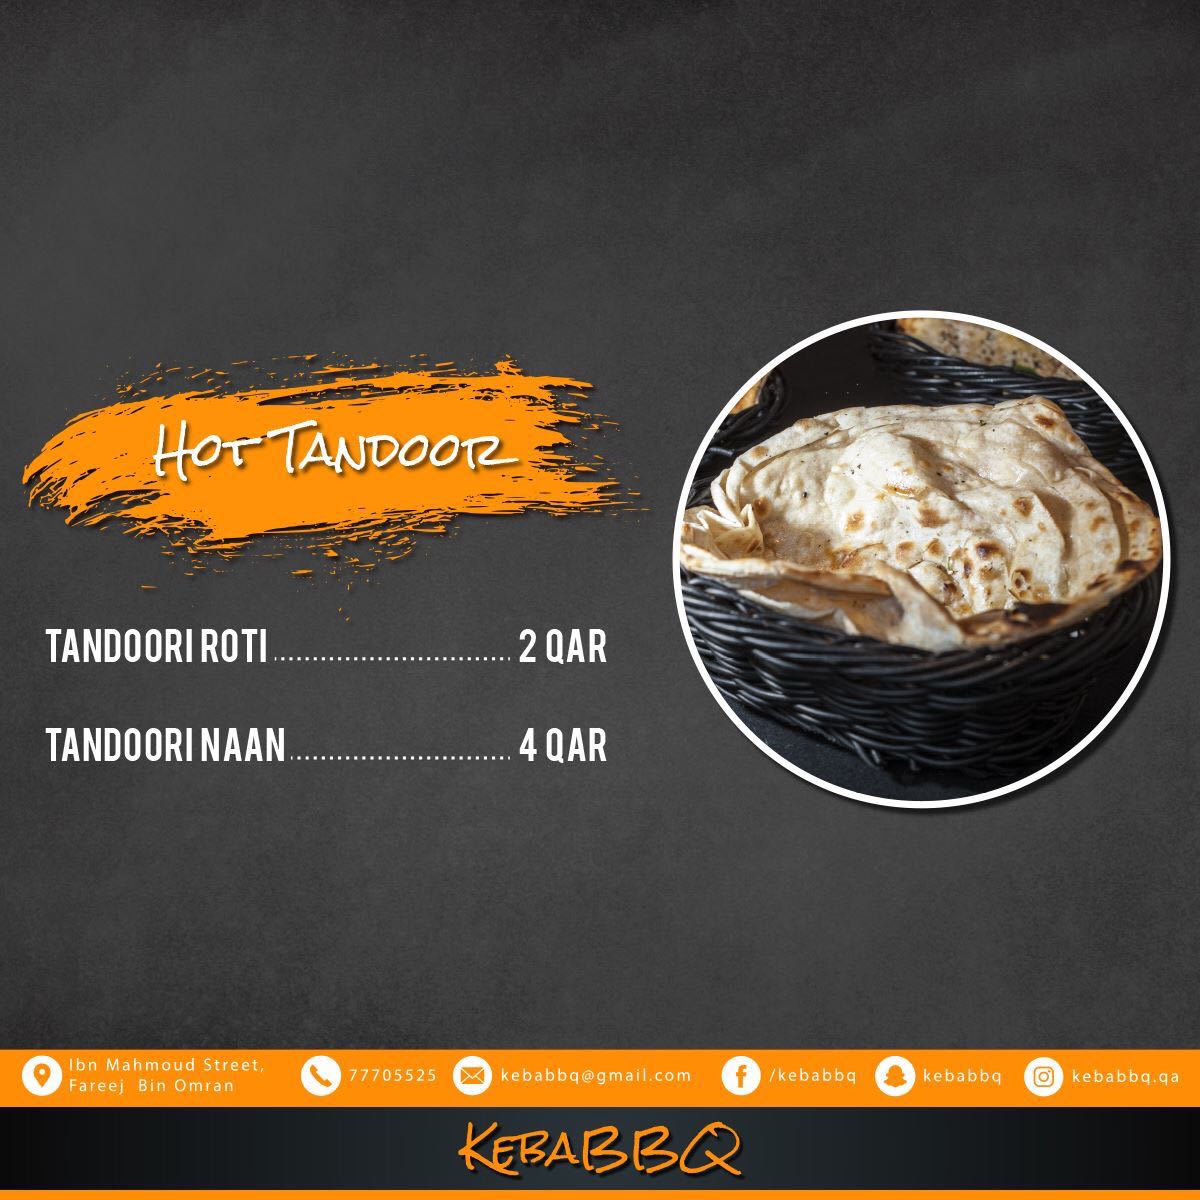 Hot Tandoor
TANDOORI ROTI ........................................ 2 QAR
TANDOORI NAAN ..................................... 4 QAR
Ibn Mahmoud Street,
Fareej Bin Omran
77705525
kebabbq@gmail.com
/kebabbq
kebabbq
kebabbq.qa
KebaBBQ